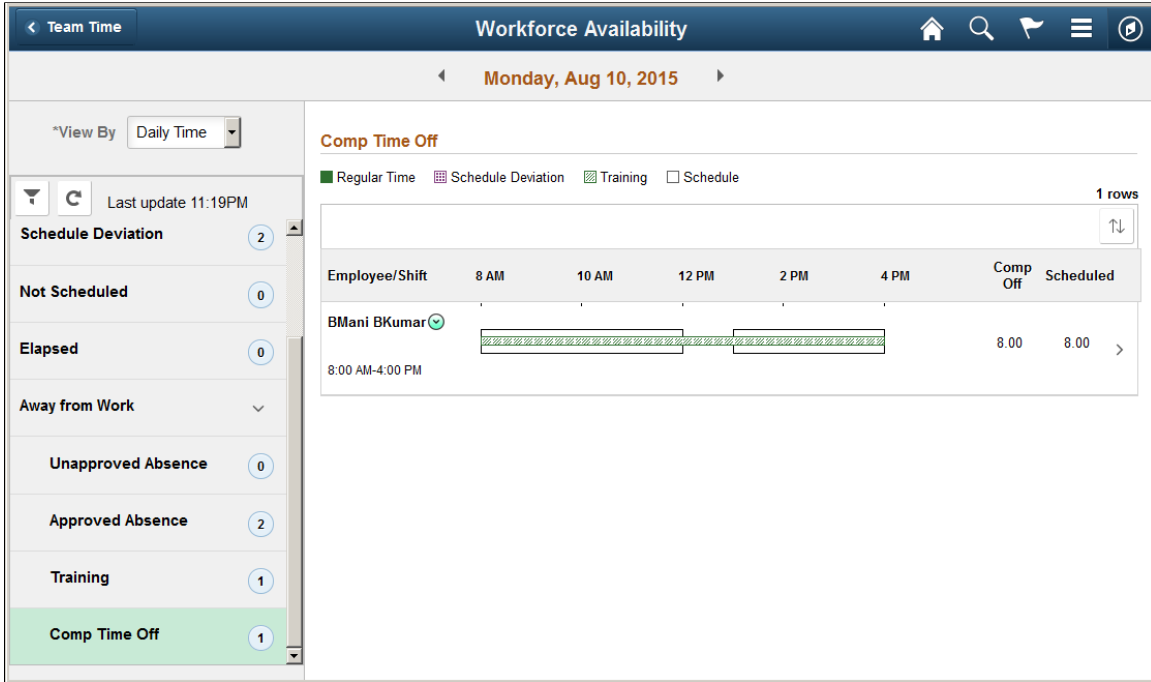 Team Time
Workforce Availability
Monday, Aug 10, 2015
*View By Daily Time
Last update 11:19PM
Schedule Deviation 2
Not Scheduled 0
Elapsed 0
Away from Work
Unapproved Absence 0
Approved Absence 2
Training 1
Comp Time Off 1
Comp Time Off
Regular Time Schedule Deviation Training Schedule
1 rows
Employee/Shift 8 AM 10 AM 12 PM 2 PM 4 PM Comp Off Scheduled
BMani BKumar
8.00 8.00
8:00 AM-4:00 PM